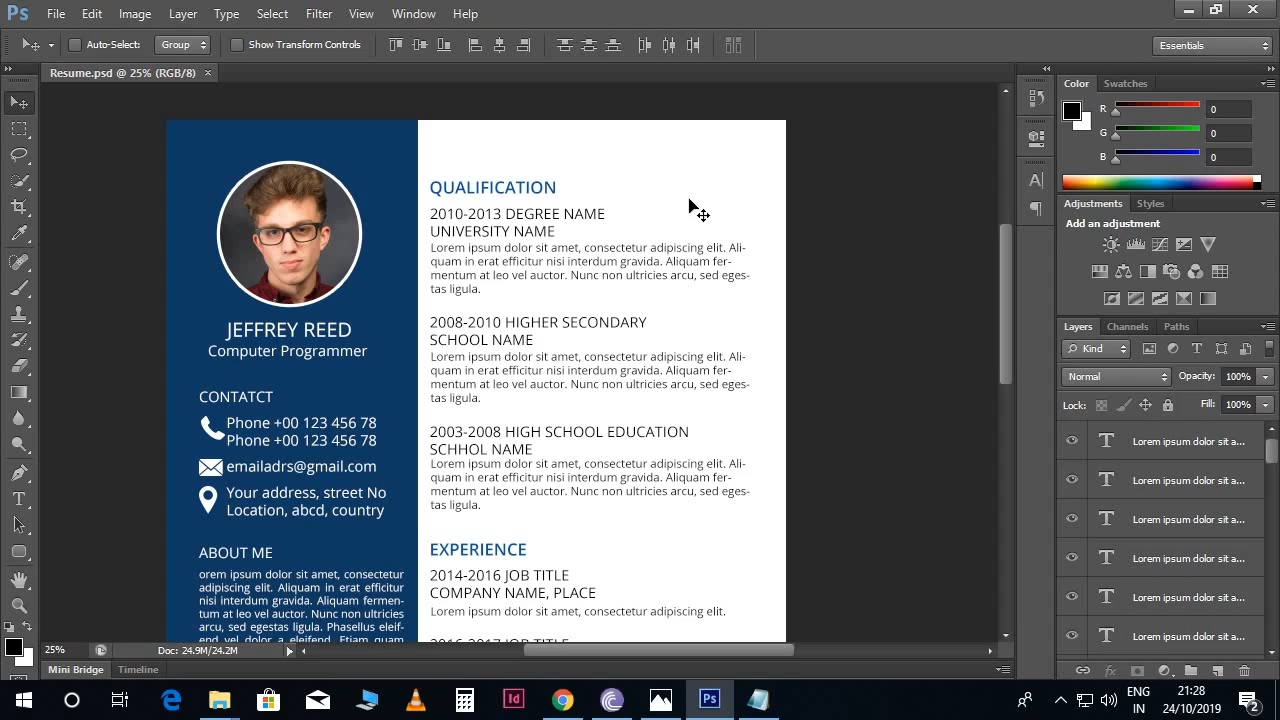 Ps File Edit Image Layer Type Select Filter View Window Help
Auto-Select: Group Show Transform Controls Essentials
Resume.psd @ 25% (RGB/8) ×
JEFFREY REED
Computer Programmer
CONTATCT
Phone +00 123 456 78
Phone +00 123 456 78
emailadrs@gmail.com
Your address, street No
Location, abcd, country
ABOUT ME
orem ipsum dolor sit amet, consectetur
adipiscing elit. Aliquam in erat efficitur
nisi interdum gravida. Aliquam fermen-
tum at leo vel auctor. Nunc non ultricies
arcu, sed egestas ligula. Phasellus eleif-
end vel dolor a eleifend. Etiam quam
QUALIFICATION
2010-2013 DEGREE NAME
UNIVERSITY NAME
Lorem ipsum dolor sit amet, consectetur adipiscing elit. Ali-
quam in erat efficitur nisi interdum gravida. Aliquam fer-
mentum at leo vel auctor. Nunc non ultricies arcu, sed eges-
tas ligula.
2008-2010 HIGHER SECONDARY
SCHOOL NAME
Lorem ipsum dolor sit amet, consectetur adipiscing elit. Ali-
quam in erat efficitur nisi interdum gravida. Aliquam fer-
mentum at leo vel auctor. Nunc non ultricies arcu, sed eges-
tas ligula.
2003-2008 HIGH SCHOOL EDUCATION
SCHHOL NAME
Lorem ipsum dolor sit amet, consectetur adipiscing elit. Ali-
quam in erat efficitur nisi interdum gravida. Aliquam fer-
mentum at leo vel auctor. Nunc non ultricies arcu, sed eges-
tas ligula.
EXPERIENCE
2014-2016 JOB TITLE
COMPANY NAME, PLACE
Lorem ipsum dolor sit amet, consectetur adipiscing elit.
2016-2017 JOB TITLE
Color Swatches
R 0
G 0
B 0
Adjustments Styles
Add an adjustment
Layers Channels Paths
Kind
Normal Opacity: 100%
Lock: Fill: 100%
T Lorem ipsum dolor sit a...
T Lorem ipsum dolor sit a...
T Lorem ipsum dolor sit a...
T Lorem ipsum dolor sit a...
T Lorem ipsum dolor sit a...
T Lorem ipsum dolor sit a...
25% Doc: 24.9M/24.2M
Mini Bridge Timeline
Id Ps
ENG 21:28
IN 24/10/2019 2